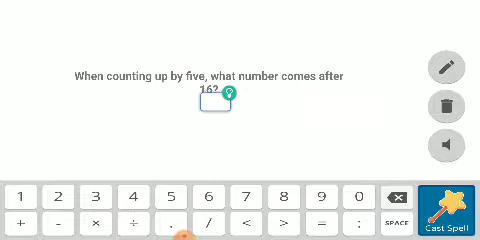 When counting up by five, what number comes after
16?
1 2 3 4 5 6 7 8 9 0
+ - × ÷ . / < > = : SPACE
Cast Spell